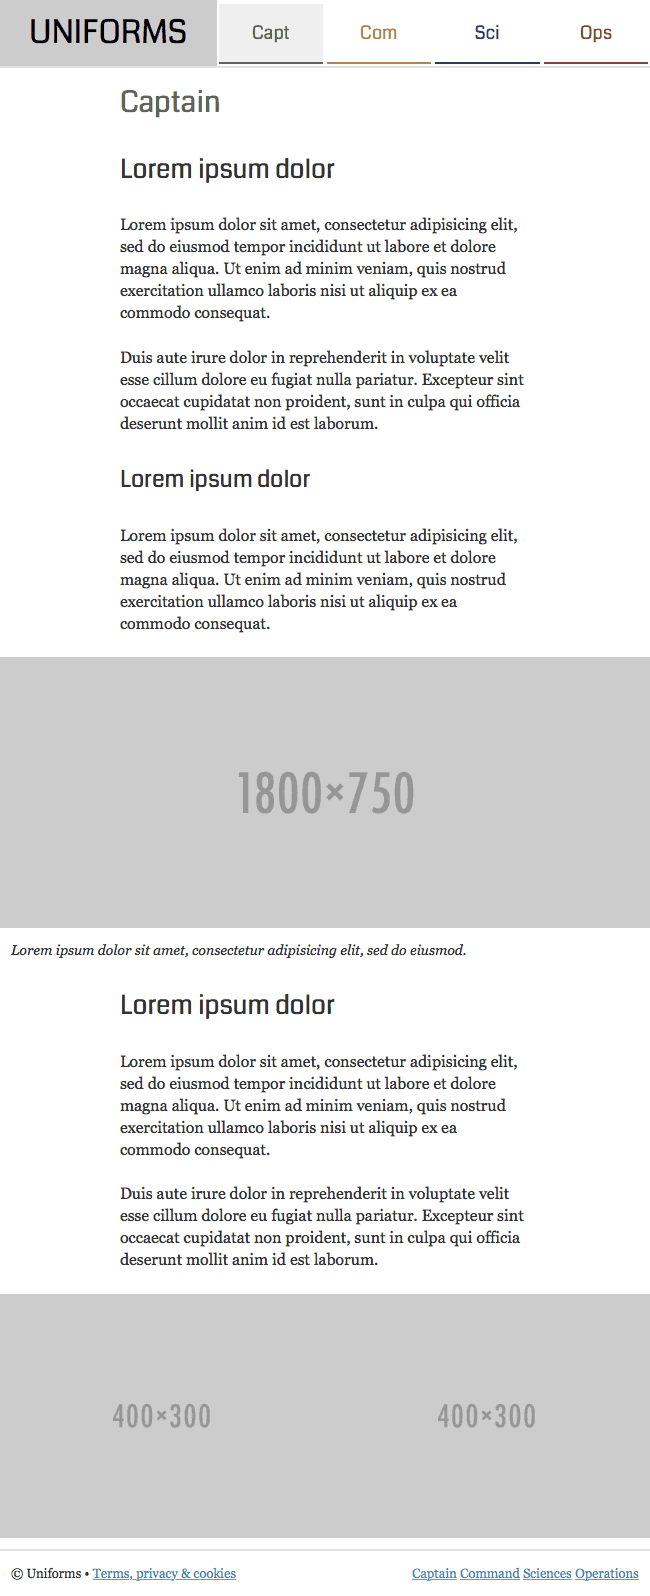 UNIFORMS Capt Com Sci Ops
Captain
Lorem ipsum dolor
Lorem ipsum dolor sit amet, consectetur adipisicing elit,
sed do eiusmod tempor incididunt ut labore et dolore
magna aliqua. Ut enim ad minim veniam, quis nostrud
exercitation ullamco laboris nisi ut aliquip ex ea
commodo consequat.
Duis aute irure dolor in reprehenderit in voluptate velit
esse cillum dolore eu fugiat nulla pariatur. Excepteur sint
occaecat cupidatat non proident, sunt in culpa qui officia
deserunt mollit anim id est laborum.
Lorem ipsum dolor
Lorem ipsum dolor sit amet, consectetur adipisicing elit,
sed do eiusmod tempor incididunt ut labore et dolore
magna aliqua. Ut enim ad minim veniam, quis nostrud
exercitation ullamco laboris nisi ut aliquip ex ea
commodo consequat.
1800×750
Lorem ipsum dolor sit amet, consectetur adipisicing elit, sed do eiusmod.
Lorem ipsum dolor
Lorem ipsum dolor sit amet, consectetur adipisicing elit,
sed do eiusmod tempor incididunt ut labore et dolore
magna aliqua. Ut enim ad minim veniam, quis nostrud
exercitation ullamco laboris nisi ut aliquip ex ea
commodo consequat.
Duis aute irure dolor in reprehenderit in voluptate velit
esse cillum dolore eu fugiat nulla pariatur. Excepteur sint
occaecat cupidatat non proident, sunt in culpa qui officia
deserunt mollit anim id est laborum.
400×300 400×300
© Uniforms • Terms, privacy & cookies Captain Command Sciences Operations